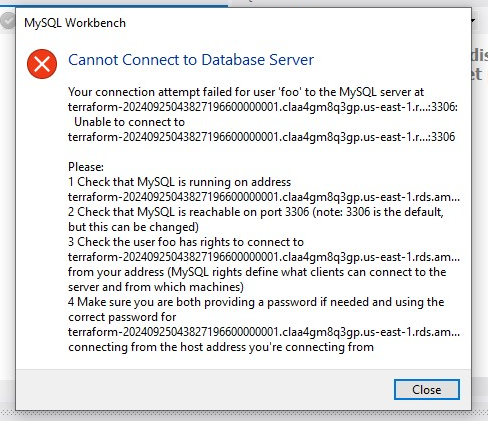 MySQL Workbench
Cannot Connect to Database Server
Your connection attempt failed for user 'foo' to the MySQL server at
terraform-20240925043827196600000001.claa4gm8q3gp.us-east-1.r...:3306:
Unable to connect to
terraform-20240925043827196600000001.claa4gm8q3gp.us-east-1.r...:3306
Please:
1 Check that MySQL is running on address
terraform-20240925043827196600000001.claa4gm8q3gp.us-east-1.rds.am...
2 Check that MySQL is reachable on port 3306 (note: 3306 is the default,
but this can be changed)
3 Check the user foo has rights to connect to
terraform-20240925043827196600000001.claa4gm8q3gp.us-east-1.rds.am...
from your address (MySQL rights define what clients can connect to the
server and from which machines)
4 Make sure you are both providing a password if needed and using the
correct password for
terraform-20240925043827196600000001.claa4gm8q3gp.us-east-1.rds.am...
connecting from the host address you're connecting from
Close